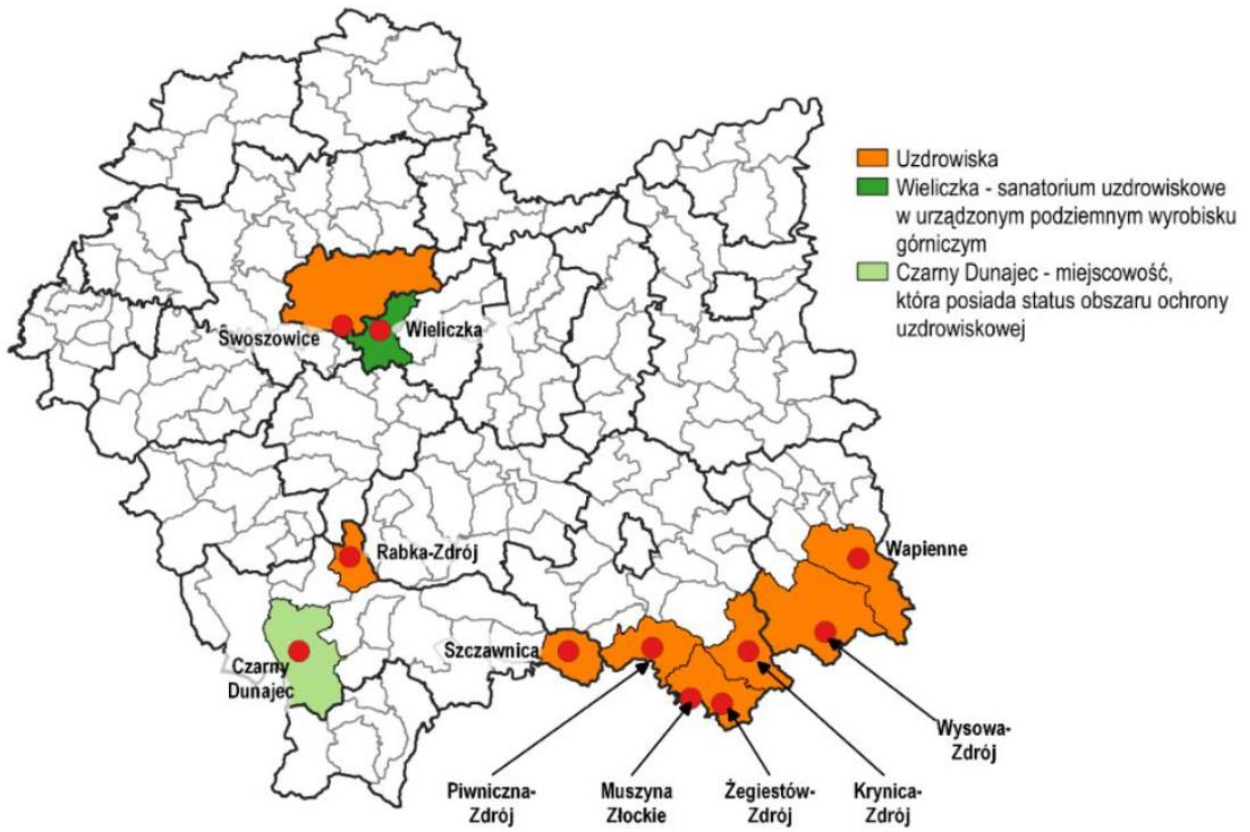 Uzdrowiska
Wieliczka - sanatorium uzdrowiskowe
w urządzonym podziemnym wyrobisku
górniczym
Czarny Dunajec - miejscowość,
która posiada status obszaru ochrony
uzdrowiskowej
Swoszowice
Wieliczka
Rabka-Zdrój
Wapienne
Szczawnica
Czarny
Dunajec
Wysowa-
Zdrój
Piwniczna-
Zdrój
Muszyna
Złockie
Żegiestów-
Zdrój
Krynica-
Zdrój